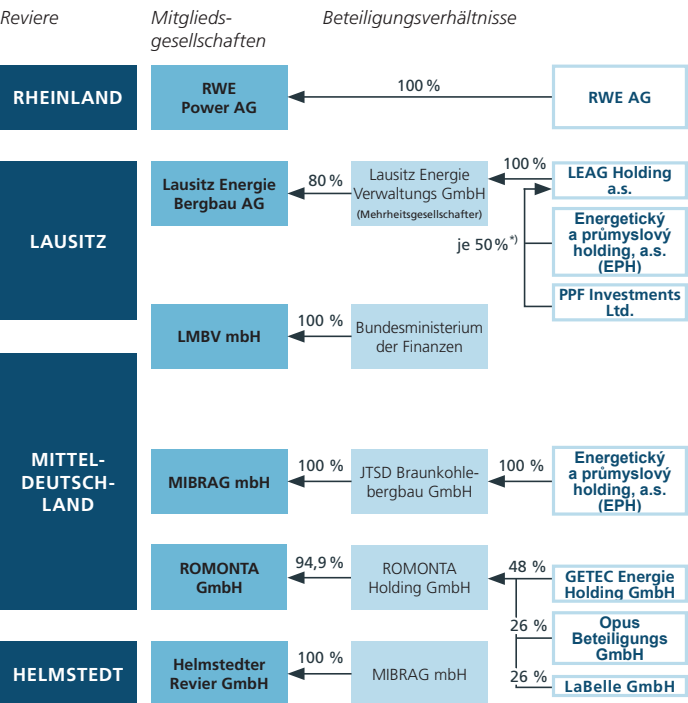 Reviere
Mitglieds-
gesellschaften
Beteiligungsverhältnisse
RHEINLAND
RWE
Power AG
100 %
RWE AG
LAUSITZ
Lausitz Energie
Bergbau AG
80 %
Lausitz Energie
Verwaltungs GmbH
(Mehrheitsgesellschafter)
100 %
LEAG Holding
a.s.
je 50 %*)
Energetický
a průmyslový
holding, a.s.
(EPH)
PPF Investments
Ltd.
LMBV mbH
100 %
Bundesministerium
der Finanzen
MITTEL-
DEUTSCH-
LAND
MIBRAG mbH
100 %
JTSD Braunkohle-
bergbau GmbH
100 %
Energetický
a průmyslový
holding, a.s.
(EPH)
ROMONTA
GmbH
94,9 %
ROMONTA
Holding GmbH
48 %
GETEC Energie
Holding GmbH
26 %
Opus
Beteiligungs
GmbH
26 %
LaBelle GmbH
HELMSTEDT
Helmstedter
Revier GmbH
100 %
MIBRAG mbH